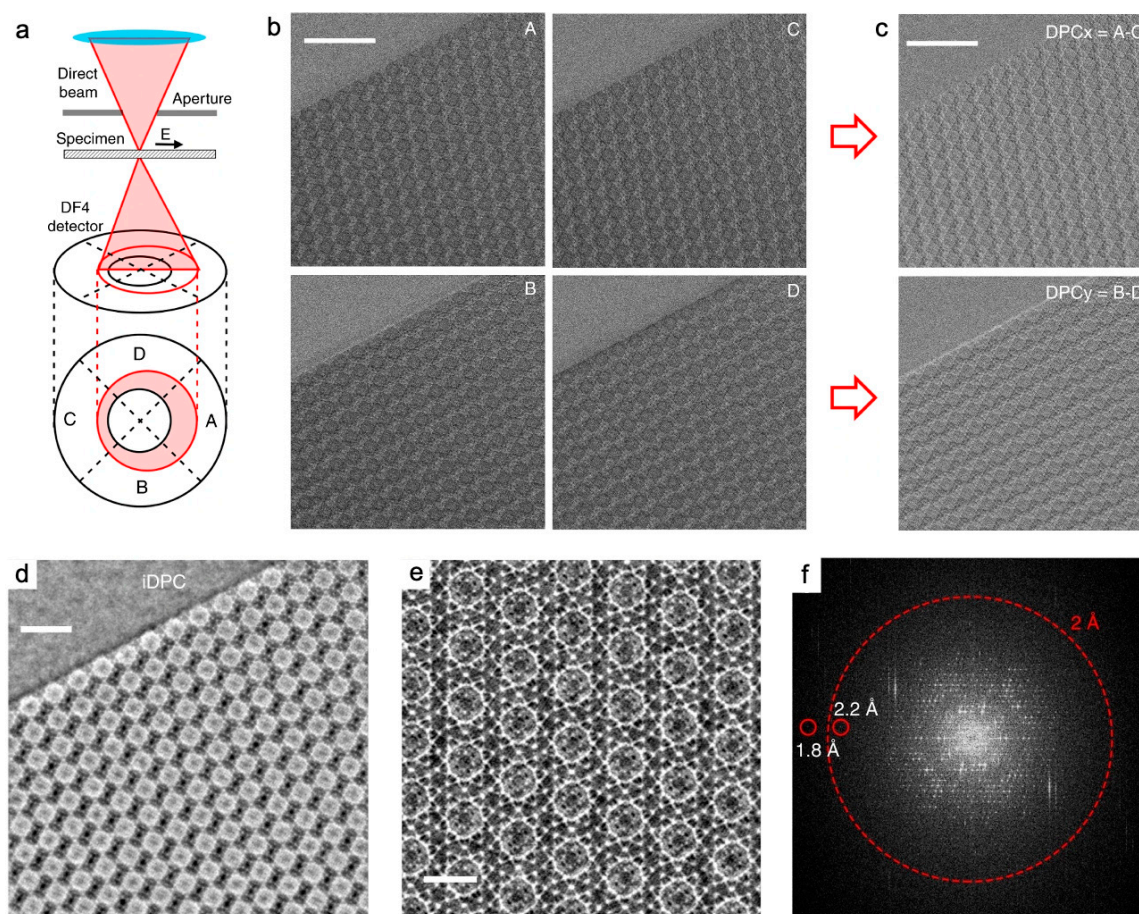 a
Direct
beam
Aperture
Specimen
E
DF4
detector
D
C
A
B
b
A
C
B
D
c
DPCx = A-C
DPCy = B-D
d
iDPC
e
f
2 Å
2.2 Å
1.8 Å